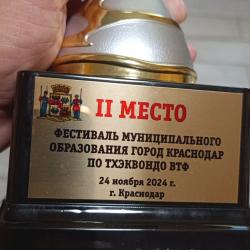 II МЕСТО
ФЕСТИВАЛЬ МУНИЦИПАЛЬНОГО
ОБРАЗОВАНИЯ ГОРОД КРАСНОДАР
ПО ТХЭКВОНДО ВТФ
24 ноября 2024 г.
г. Краснодар